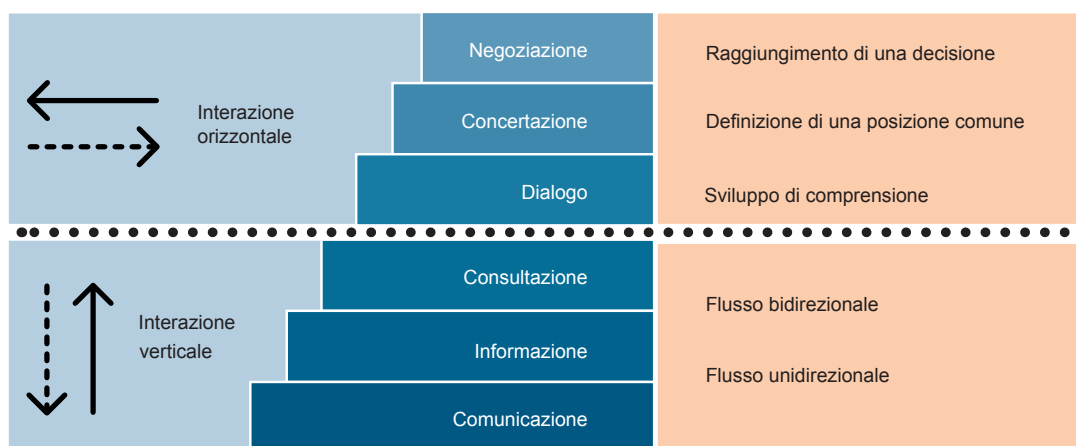 Negoziazione
Raggiungimento di una decisione
Interazione
orizzontale
Concertazione
Definizione di una posizione comune
Dialogo
Sviluppo di comprensione
Consultazione
Flusso bidirezionale
Interazione
verticale
Informazione
Flusso unidirezionale
Comunicazione